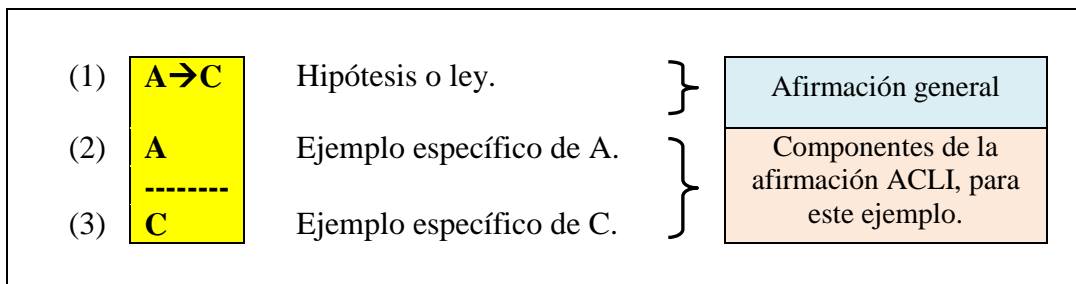 (1) A→C Hipótesis o ley. Afirmación general
(2) A Ejemplo específico de A. Componentes de la
-------- afirmación ACLI, para
(3) C Ejemplo específico de C. este ejemplo.